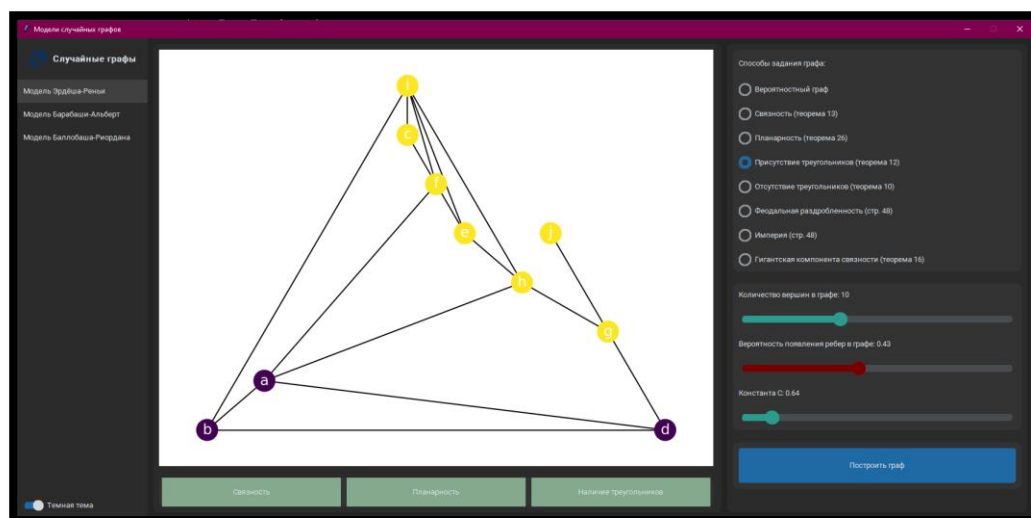 Модели случайных графов
Случайные графы
Модель Эрдёша-Реньи
Модель Барабаши-Альберт
Модель Баллобаша-Риордана
Темная тема
i
c
f
e
j
h
g
a
b
d
Связность
Планарность
Наличие треугольников
Способы задания графа:
Вероятностный граф
Связность (теорема 13)
Планарность (теорема 26)
Присутствие треугольников (теорема 12)
Отсутствие треугольников (теорема 10)
Феодальная раздробленность (стр. 48)
Империя (стр. 48)
Гигантская компонента связности (теорема 16)
Количество вершин в графе: 10
Вероятность появления ребер в графе: 0.43
Константа С: 0.64
Построить граф